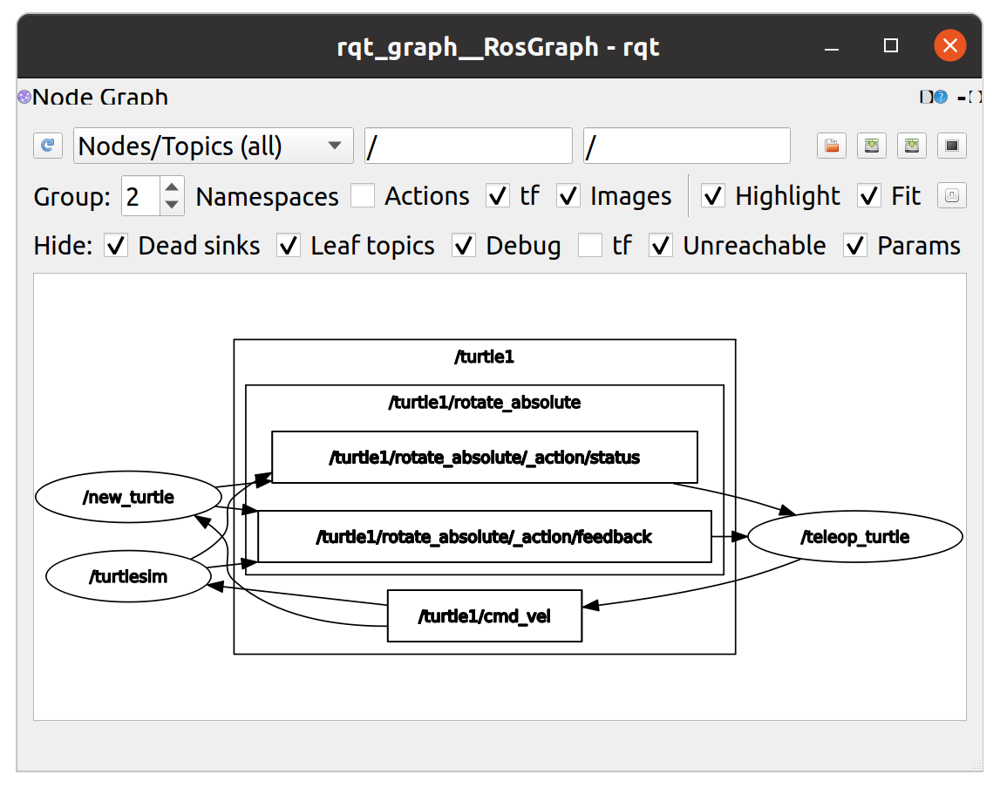 rqt_graph__RosGraph - rqt
Node Graph
Nodes/Topics (all) / /
Group: 2 Namespaces Actions tf Images Highlight Fit
Hide: Dead sinks Leaf topics Debug tf Unreachable Params
/turtle1
/turtle1/rotate_absolute
/turtle1/rotate_absolute/_action/status
/new_turtle
/turtle1/rotate_absolute/_action/feedback
/teleop_turtle
/turtlesim
/turtle1/cmd_vel